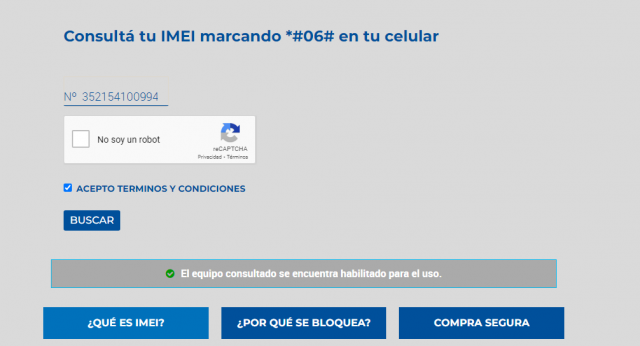 Consultá tu IMEI marcando *#06# en tu celular
Nº 352154100994
No soy un robot
reCAPTCHA
Privacidad - Términos
ACEPTO TERMINOS Y CONDICIONES
BUSCAR
El equipo consultado se encuentra habilitado para el uso.
¿QUÉ ES IMEI?
¿POR QUÉ SE BLOQUEA?
COMPRA SEGURA